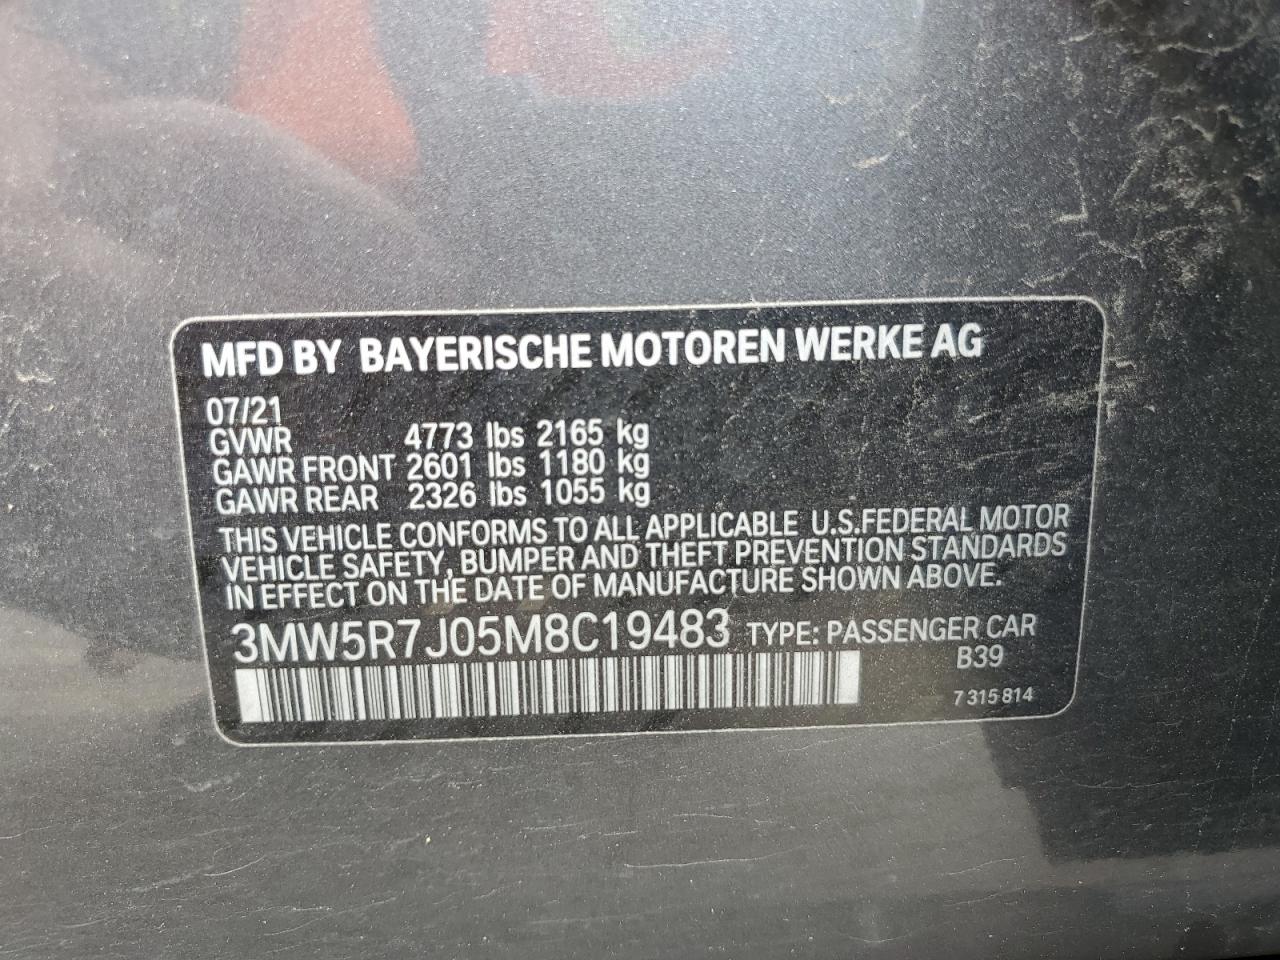 MFD BY BAYERISCHE MOTOREN WERKE AG
07/21
GVWR 4773 lbs 2165 kg
GAWR FRONT 2601 lbs 1180 kg
GAWR REAR 2326 lbs 1055 kg
THIS VEHICLE CONFORMS TO ALL APPLICABLE U.S.FEDERAL MOTOR
VEHICLE SAFETY, BUMPER AND THEFT PREVENTION STANDARDS
IN EFFECT ON THE DATE OF MANUFACTURE SHOWN ABOVE.
3MW5R7J05M8C19483 TYPE: PASSENGER CAR
B39
7 315 814